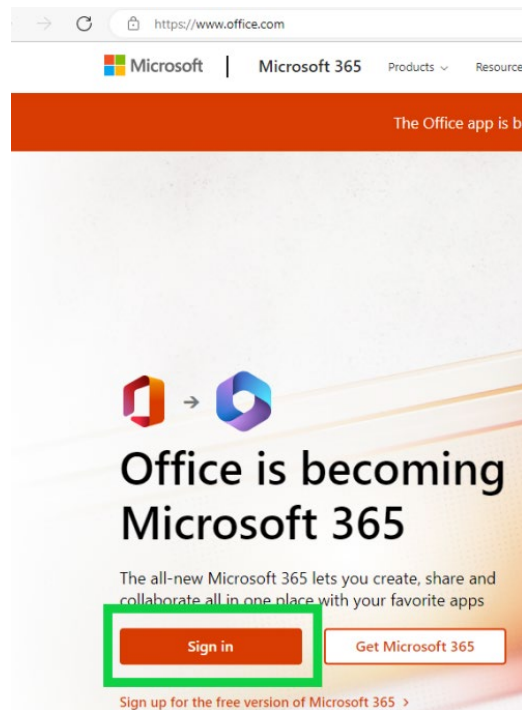 https://www.office.com
Microsoft | Microsoft 365 Products Resource
The Office app is b
Office is becoming
Microsoft 365
The all-new Microsoft 365 lets you create, share and
collaborate all in one place with your favorite apps
Sign in Get Microsoft 365
Sign up for the free version of Microsoft 365 >